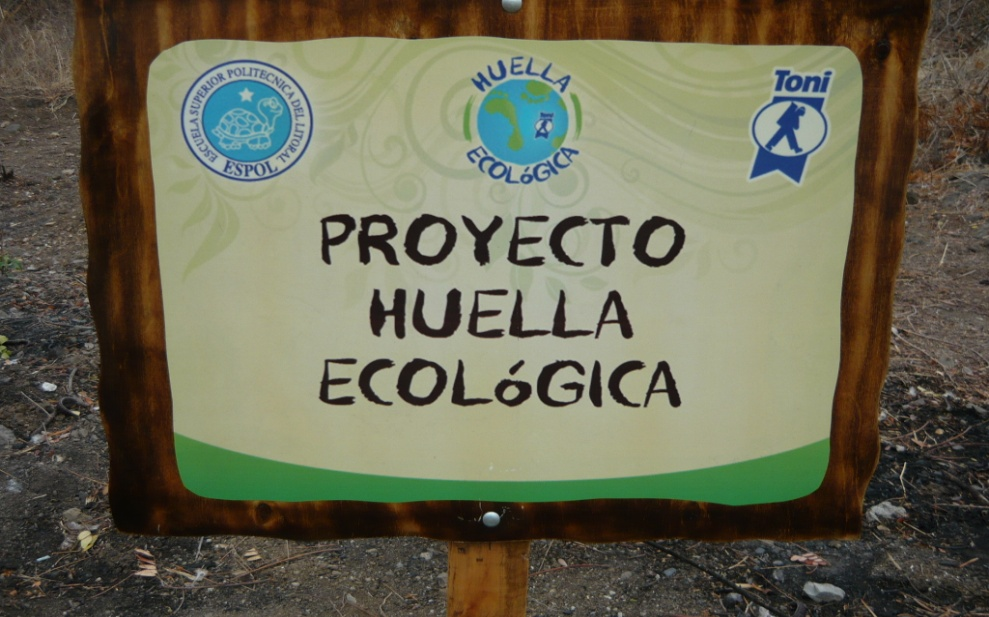 ESCUELA SUPERIOR POLITECNICA DEL LITORAL
ESPOL
HUELLA
ECOLóGICA
Toni
PROYECTO
HUELLA
ECOLóGICA